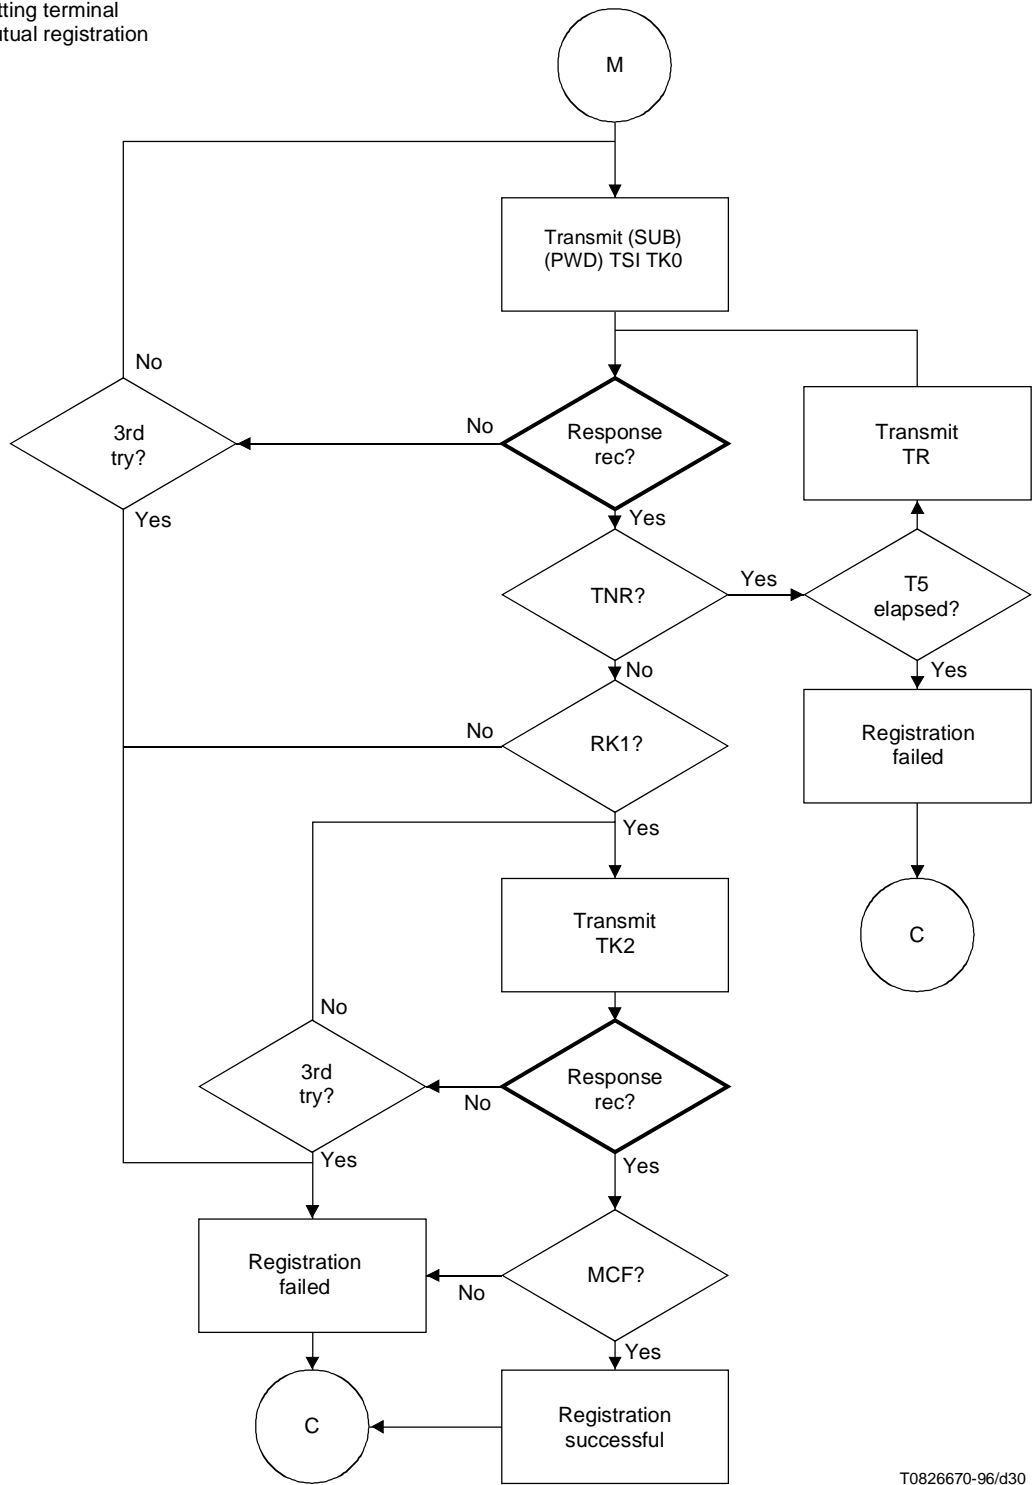 tting terminal
utual registration
M
Transmit (SUB)
(PWD) TSI TK0
No
3rd
try?
No
Response
rec?
Transmit
TR
Yes
Yes
TNR?
Yes
T5
elapsed?
No
Yes
No
RK1?
Registration
failed
Yes
Transmit
TK2
C
No
3rd
try?
No
Response
rec?
Yes
Yes
Registration
failed
No
MCF?
Yes
C
Registration
successful
T0826670-96/d30